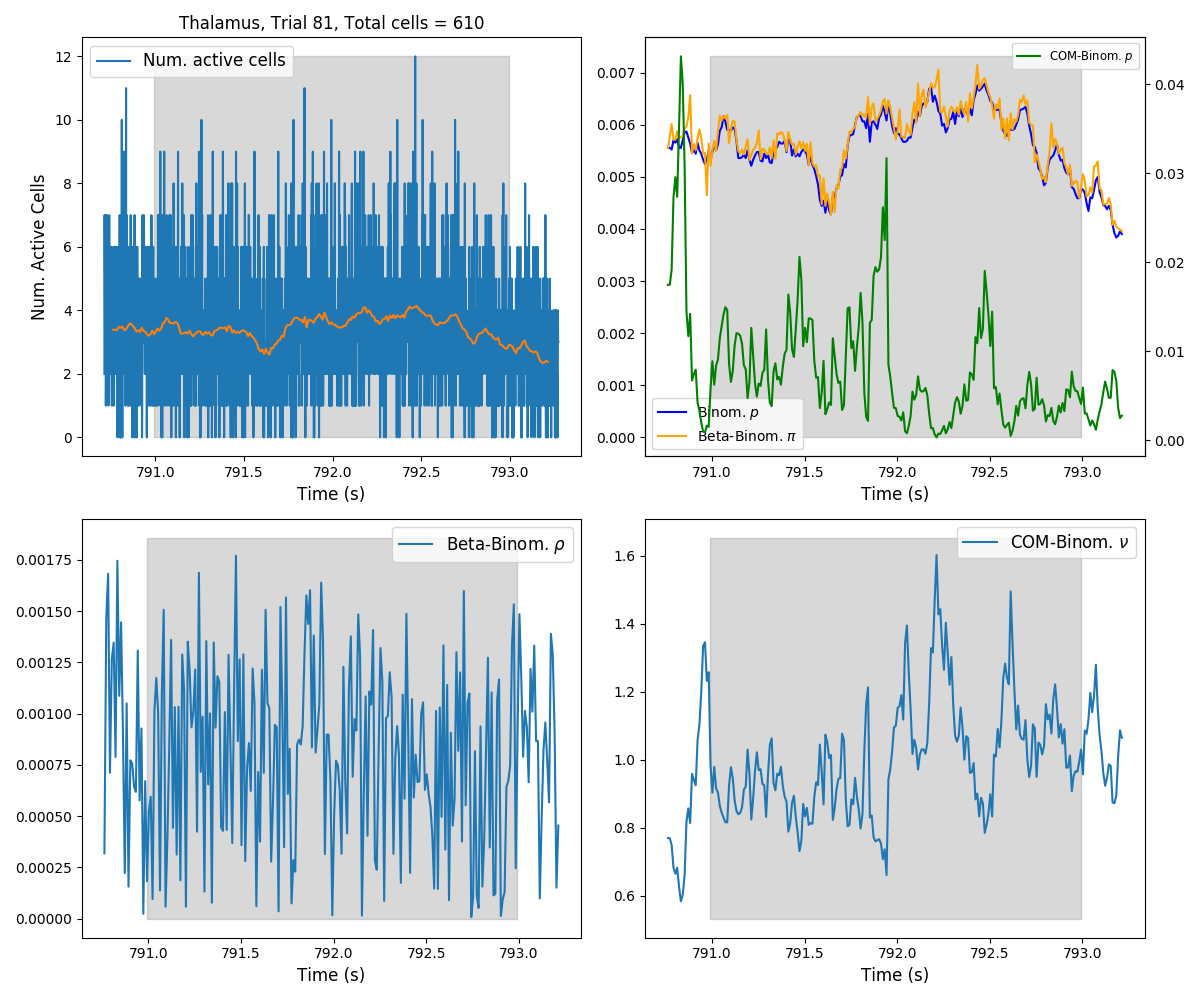 Thalamus, Trial 81, Total cells = 610
Num. active cells
12
10
8
6
4
2
0
Num. Active Cells
791.0 791.5 792.0 792.5 793.0
Time (s)
COM-Binom. p
0.007
0.006
0.005
0.004
0.003
0.002
0.001
0.000
0.04
0.03
0.02
0.01
0.00
Binom. p
Beta-Binom. π
791.0 791.5 792.0 792.5 793.0
Time (s)
Beta-Binom. ρ
0.00175
0.00150
0.00125
0.00100
0.00075
0.00050
0.00025
0.00000
791.0 791.5 792.0 792.5 793.0
Time (s)
COM-Binom. ν
1.6
1.4
1.2
1.0
0.8
0.6
791.0 791.5 792.0 792.5 793.0
Time (s)